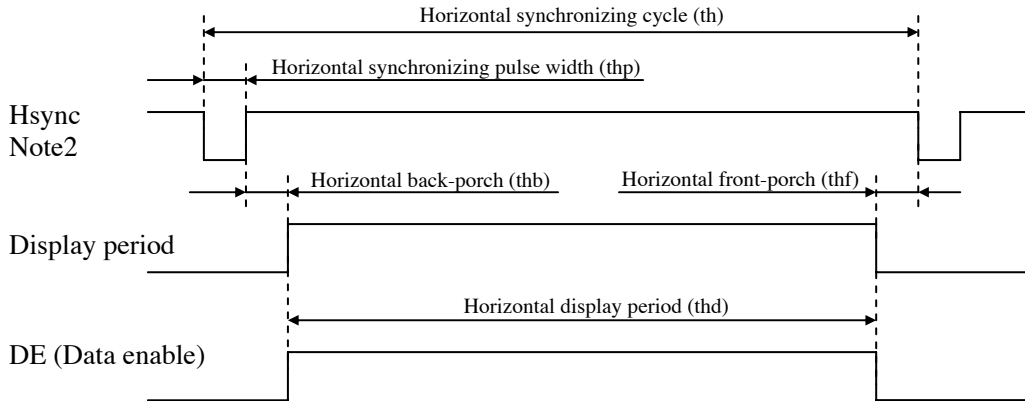 Horizontal synchronizing cycle (th)
Horizontal synchronizing pulse width (thp)
Hsync
Note2
Horizontal back-porch (thb)
Horizontal front-porch (thf)
Display period
Horizontal display period (thd)
DE (Data enable)